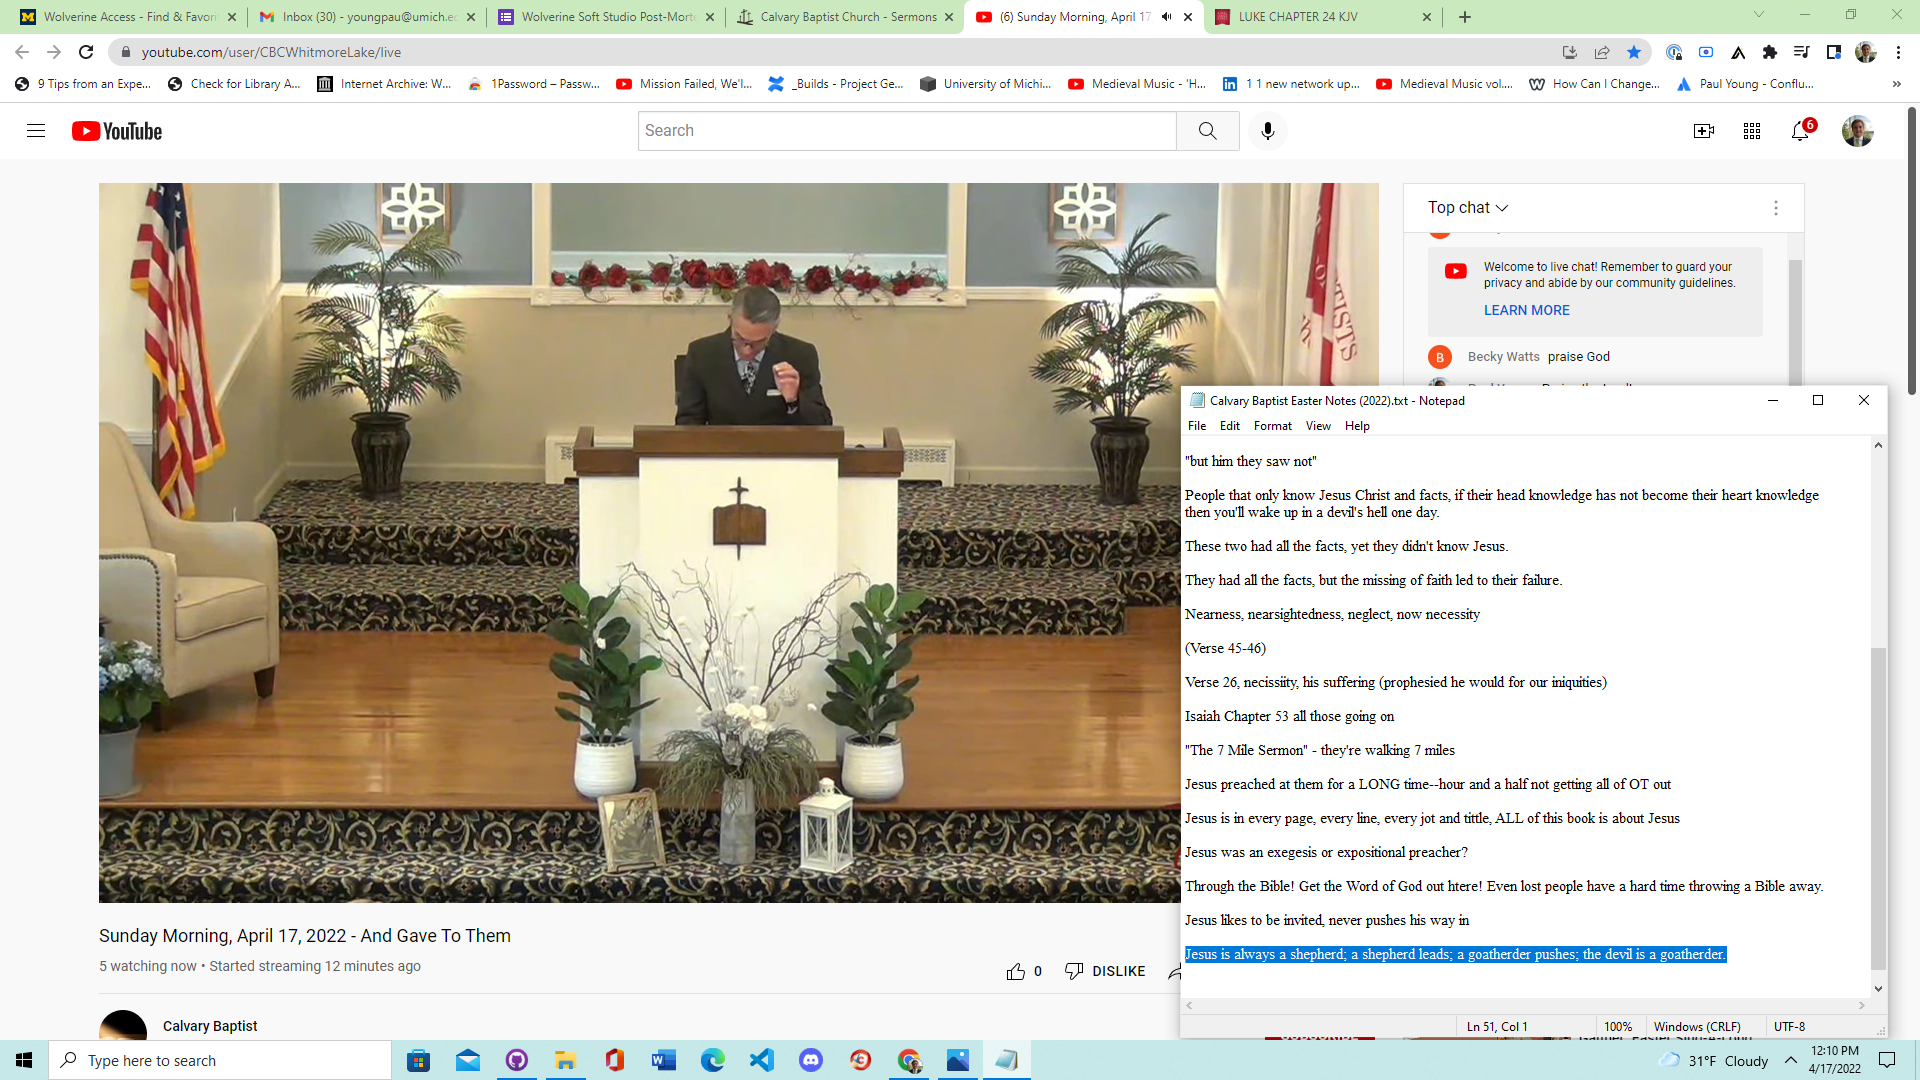 Wolverine Access - Find & Favori
Inbox (30) - youngpau@umich.ed
Wolverine Soft Studio Post-Morte
Calvary Baptist Church - Sermons
(6) Sunday Morning, April 17
LUKE CHAPTER 24 KJV
youtube.com/user/CBCWhitmoreLake/live
9 Tips from an Expe...
Check for Library A...
Internet Archive: W...
1Password – Passw...
Mission Failed, We'l...
_Builds - Project Ge...
University of Michi...
Medieval Music - 'H...
1 1 new network up...
Medieval Music vol....
How Can I Change...
Paul Young - Conflu...
»
YouTube
Search
6
Top chat
Welcome to live chat! Remember to guard your
privacy and abide by our community guidelines.
LEARN MORE
B Becky Watts praise God
Calvary Baptist Easter Notes (2022).txt - Notepad
File Edit Format View Help
"but him they saw not"
People that only know Jesus Christ and facts, if their head knowledge has not become their heart knowledge
then you'll wake up in a devil's hell one day.
These two had all the facts, yet they didn't know Jesus.
They had all the facts, but the missing of faith led to their failure.
Nearness, nearsightedness, neglect, now necessity
(Verse 45-46)
Verse 26, necissiity, his suffering (prophesied he would for our iniquities)
Isaiah Chapter 53 all those going on
"The 7 Mile Sermon" - they're walking 7 miles
Jesus preached at them for a LONG time--hour and a half not getting all of OT out
Jesus is in every page, every line, every jot and tittle, ALL of this book is about Jesus
Jesus was an exegesis or expositional preacher?
Through the Bible! Get the Word of God out htere! Even lost people have a hard time throwing a Bible away.
Jesus likes to be invited, never pushes his way in
Jesus is always a shepherd; a shepherd leads; a goatherder pushes; the devil is a goatherder.
Ln 51, Col 1
100%
Windows (CRLF)
UTF-8
Sunday Morning, April 17, 2022 - And Gave To Them
5 watching now • Started streaming 12 minutes ago
0
DISLIKE
Calvary Baptist
Type here to search
31°F Cloudy
12:10 PM
4/17/2022